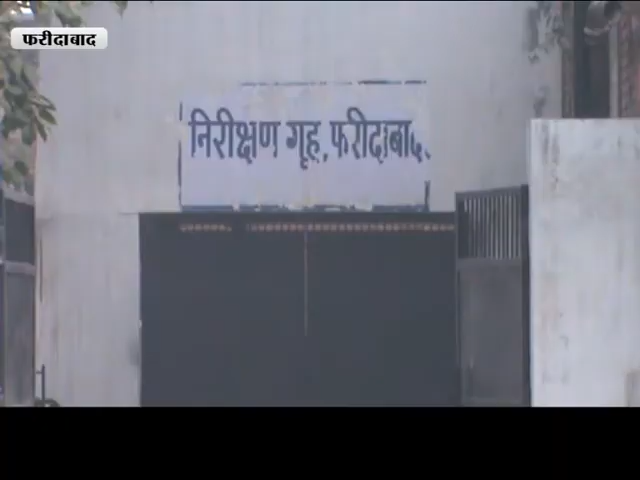 फरीदाबाद
निरीक्षण गृह, फरीदाबाद